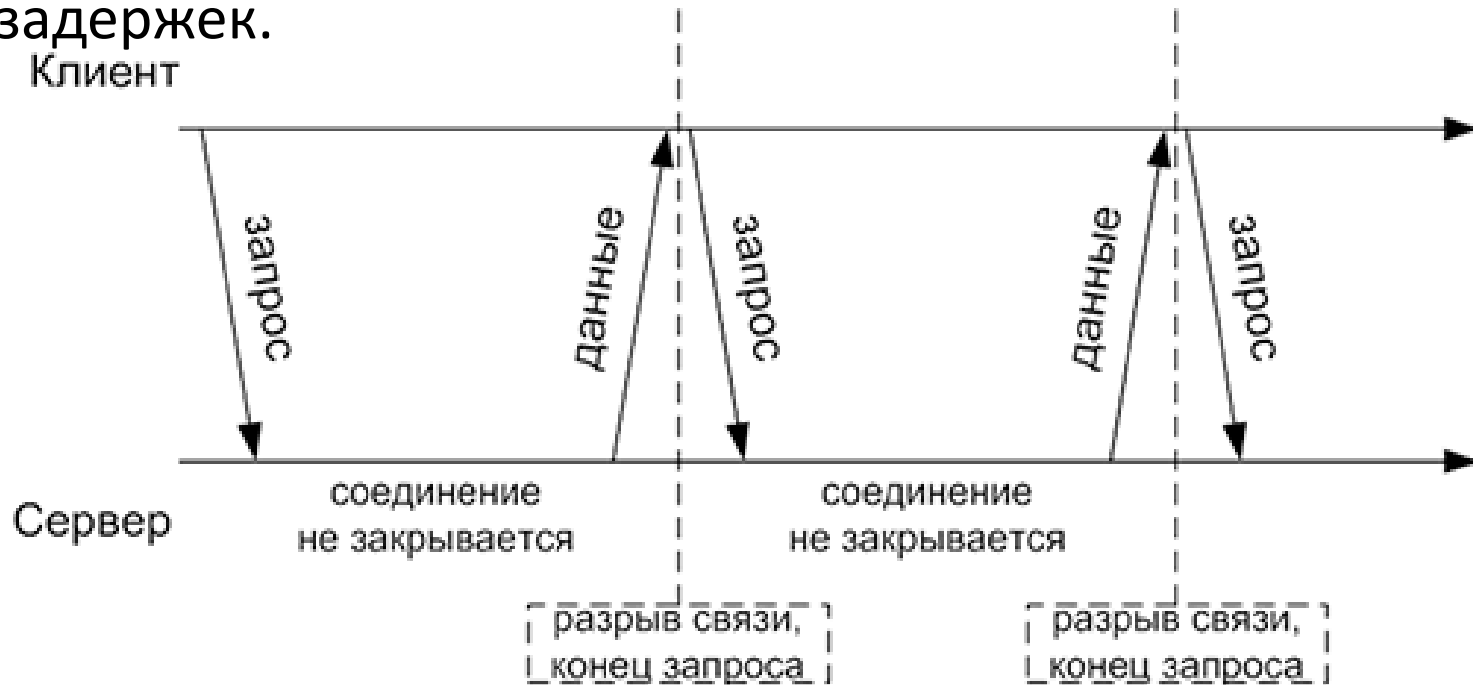 задержек.
Клиент
запрос
данные
запрос
данные
запрос
Сервер
соединение
не закрывается
соединение
не закрывается
разрыв связи,
конец запроса
разрыв связи,
конец запроса